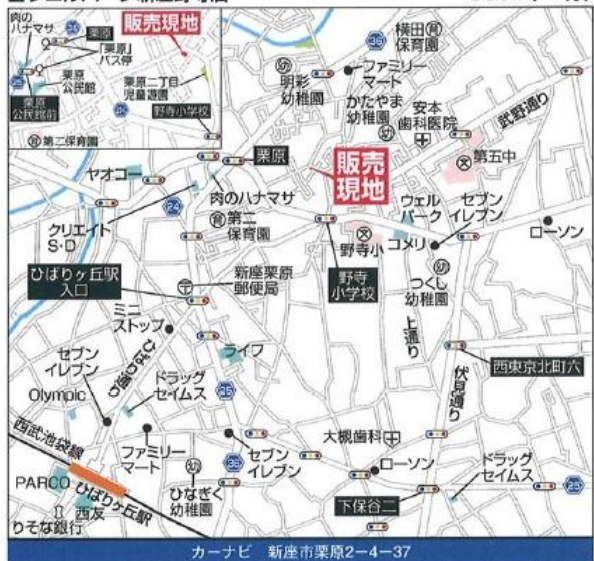 肉の
ハナマサ
栗原
「栗原」
バス停
栗原
公民館
栗原
公民館前
栗原二丁目
児童遊園
野寺小学校
第二保育園
販売現地
36
横田
保育園
ファミリー
マート
明彩
幼稚園
かたやま
幼稚園
安本
歯科医院
武野通り
第五中
栗原
販売
現地
ヤオコー
肉のハナマサ
24
クリエイト
S・D
第二
保育園
ウェル
パーク
セブン
イレブン
ローソン
野寺小
コメリ
野寺
小学校
つくし
幼稚園
ひばりヶ丘駅
入口
新座栗原
郵便局
ミニ
ストップ
上通り
ひばり通り
ライフ
西東京北町六
伏見通り
セブン
イレブン
Olympic
ドラッグ
セイムス
25
西武池袋線
ファミリー
マート
セブン
イレブン
36
大槻歯科
ローソン
ドラッグ
セイムス
25
下保谷二
PARCO
ひばりヶ丘駅
西友
りそな銀行
ひなぎく
幼稚園
カーナビ 新座市栗原2-4-37